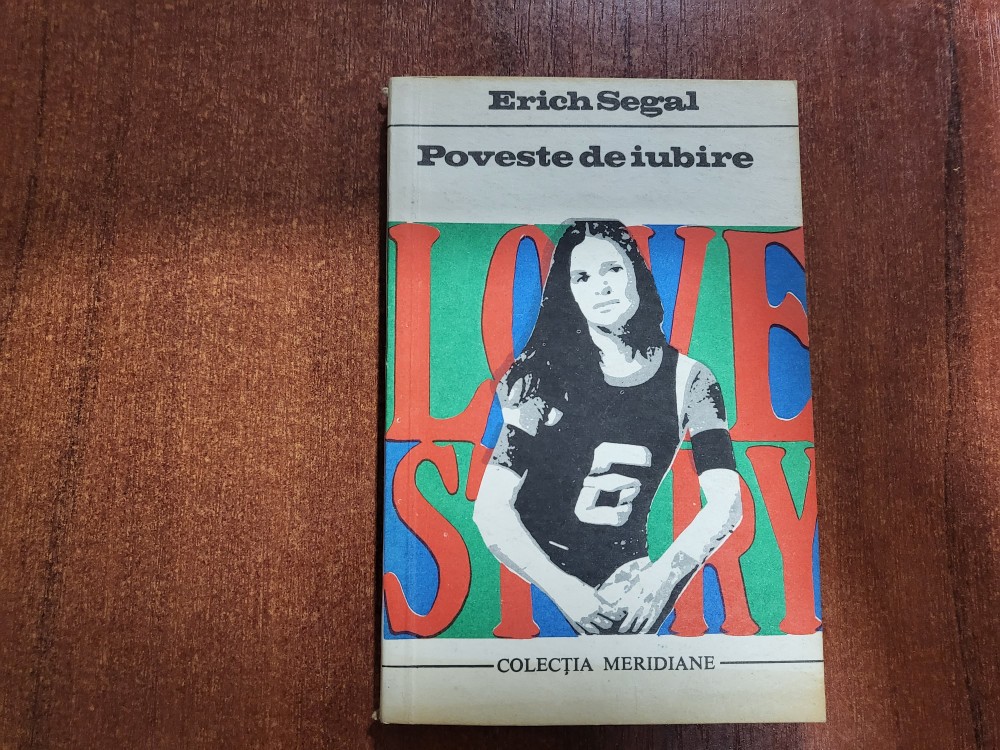 Erich Segal
Poveste de iubire
LOVE
STORY
6
COLECȚIA MERIDIANE